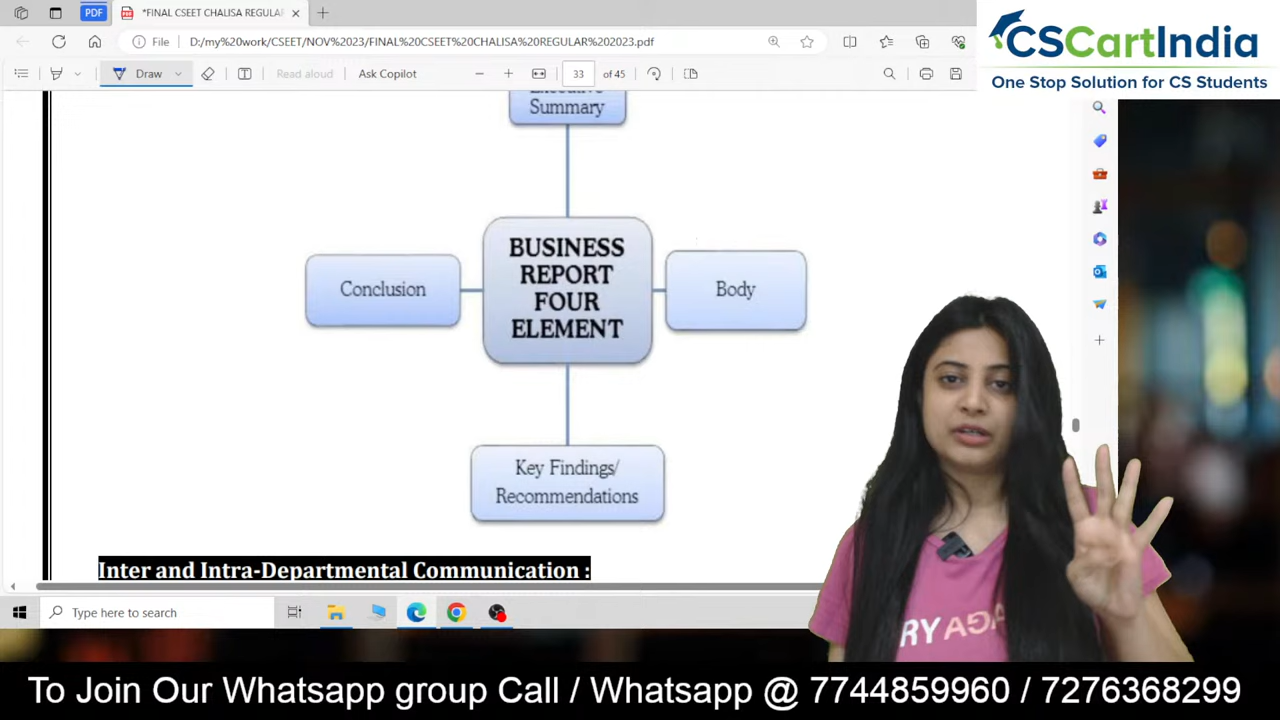 PDF
*FINAL CSEET CHALISA REGULAR
File
D:/my%20work/CSEET/NOV%2023/FINAL%20CSEET%20CHALISA%20REGULAR%202023.pdf
CSCartIndia
One Stop Solution for CS Students
Draw
Read aloud
Ask Copilot
33
of 45
Executive
Summary
BUSINESS
REPORT
FOUR
ELEMENT
Conclusion
Body
Key Findings/
Recommendations
Inter and Intra-Departmental Communication :
Type here to search
To Join Our Whatsapp group Call / Whatsapp @ 7744859960 / 7276368299